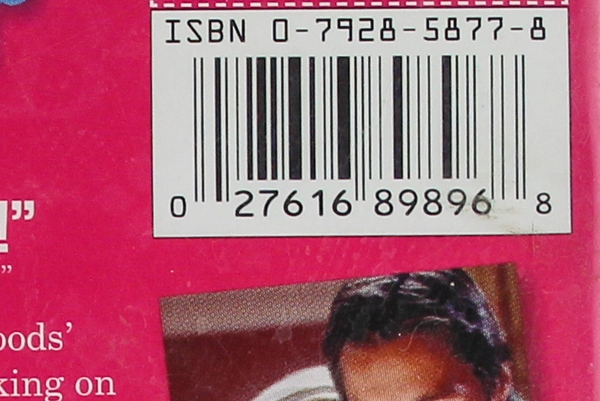 ISBN 0-7928-5877-8
0 27616 89896 8
”
”
oods’
king on